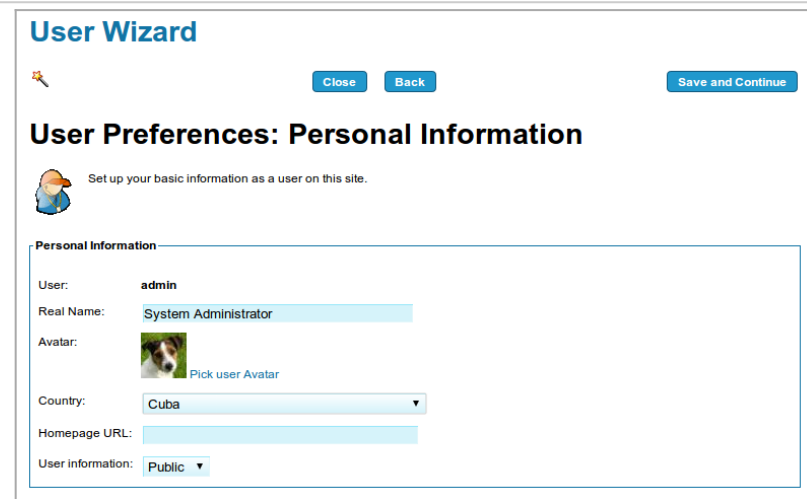 User Wizard
Close Back Save and Continue
User Preferences: Personal Information
Set up your basic information as a user on this site.
Personal Information
User: admin
Real Name: System Administrator
Avatar: Pick user Avatar
Country: Cuba
Homepage URL:
User information: Public